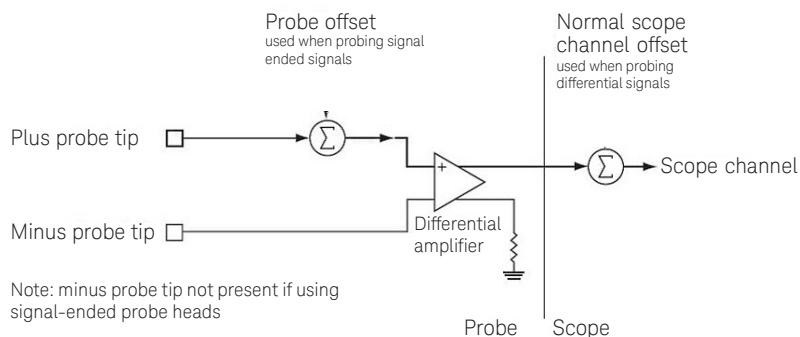 Probe offset
used when probing signal
ended signals
Normal scope
channel offset
used when probing
differential signals
Plus probe tip
Σ
+
Σ
Scope channel
Minus probe tip
Differential
amplifier
Note: minus probe tip not present if using
signal-ended probe heads
Probe
Scope